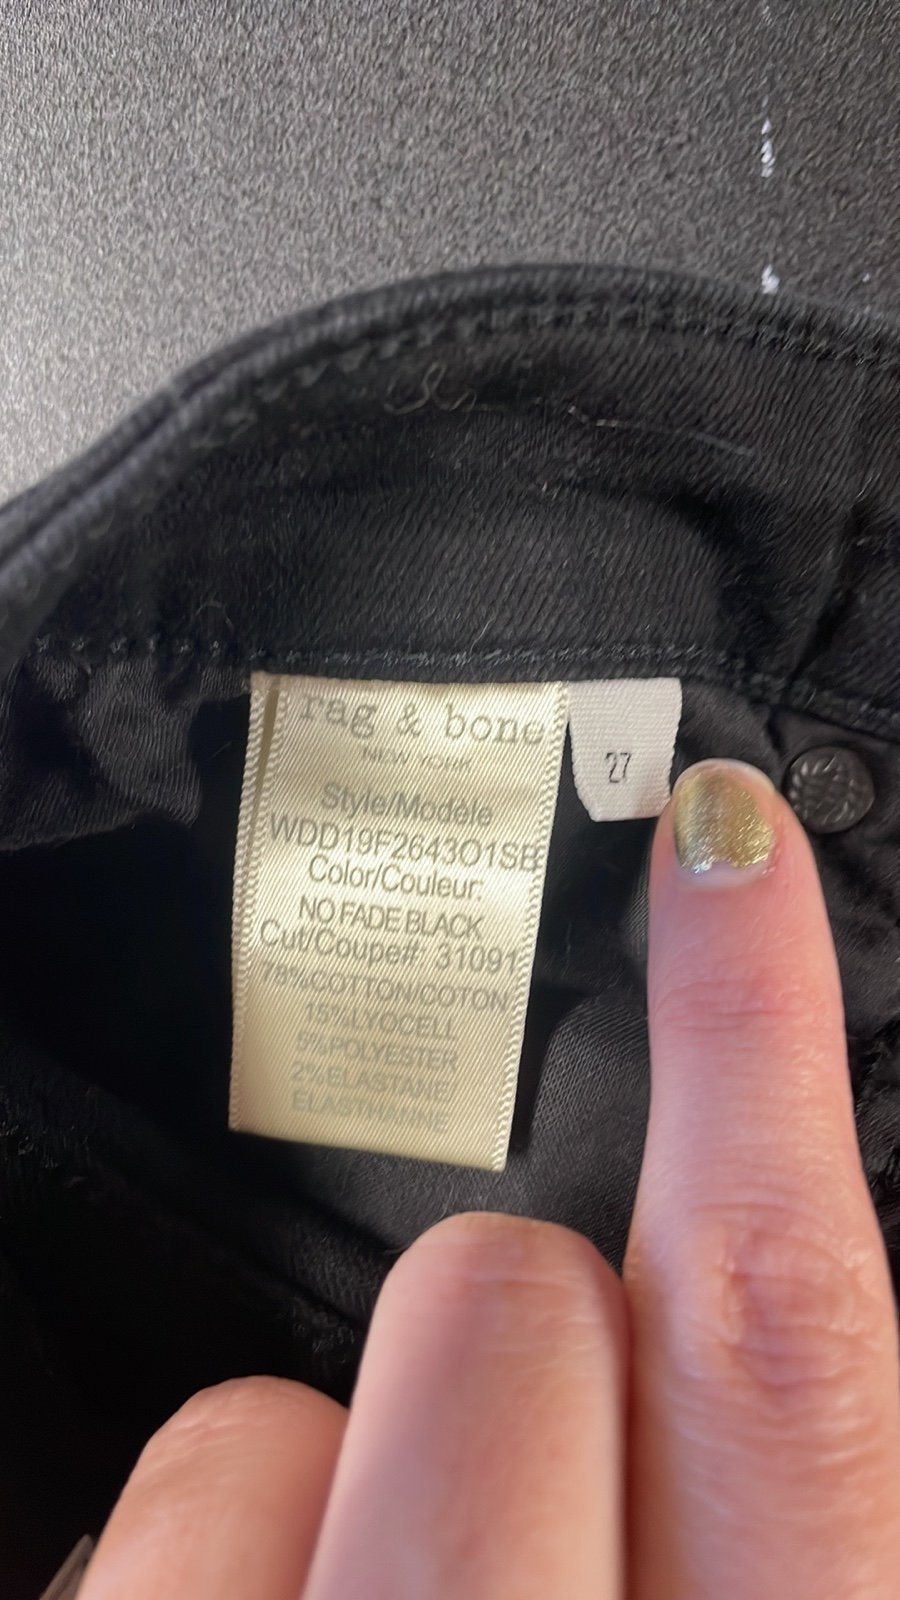 rag & bone
NEW YORK
Style/Modèle
WDD19F2643O1SB
Color/Couleur:
NO FADE BLACK
Cut/Coupe#: 31091
78%COTTON/COTON
15%LYOCELL
5%POLYESTER
2%ELASTANE/
ELASTHANNE
27